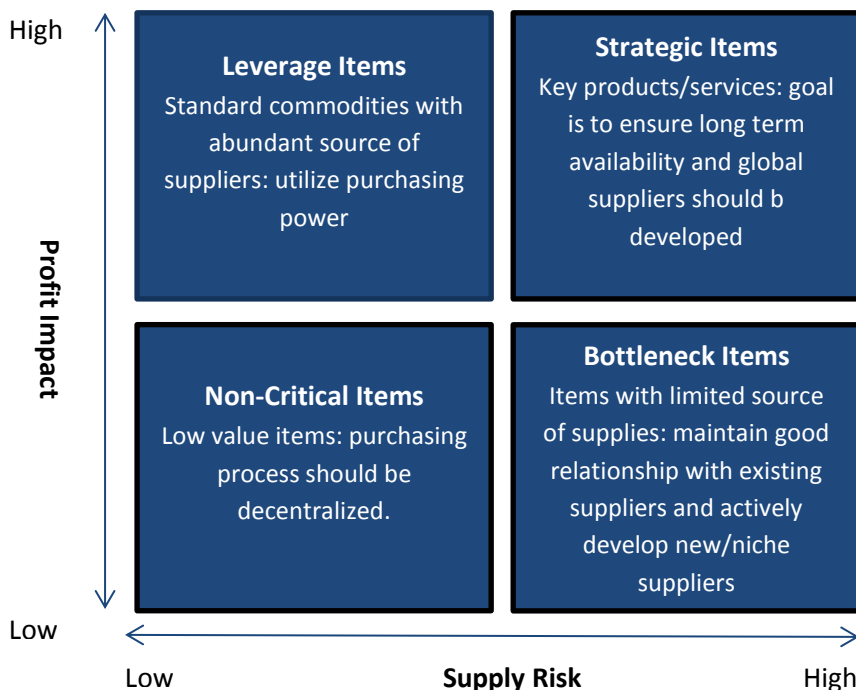 High
Leverage Items
Standard commodities with
abundant source of
suppliers: utilize purchasing
power
Strategic Items
Key products/services: goal
is to ensure long term
availability and global
suppliers should b
developed
Profit Impact
Non-Critical Items
Low value items: purchasing
process should be
decentralized.
Bottleneck Items
Items with limited source
of supplies: maintain good
relationship with existing
suppliers and actively
develop new/niche
suppliers
Low
Low
Supply Risk
High